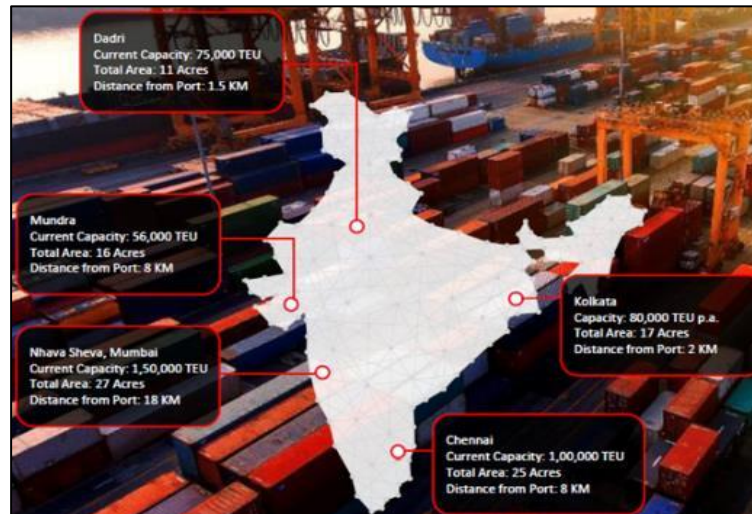 Dadri
Current Capacity: 75,000 TEU
Total Area: 11 Acres
Distance from Port: 1.5 KM
Mundra
Current Capacity: 56,000 TEU
Total Area: 16 Acres
Distance from Port: 8 KM
Nhava Sheva, Mumbai
Current Capacity: 1,50,000 TEU
Total Area: 27 Acres
Distance from Port: 18 KM
Kolkata
Capacity: 80,000 TEU p.a.
Total Area: 17 Acres
Distance from Port: 2 KM
Chennai
Current Capacity: 1,00,000 TEU
Total Area: 25 Acres
Distance from Port: 8 KM